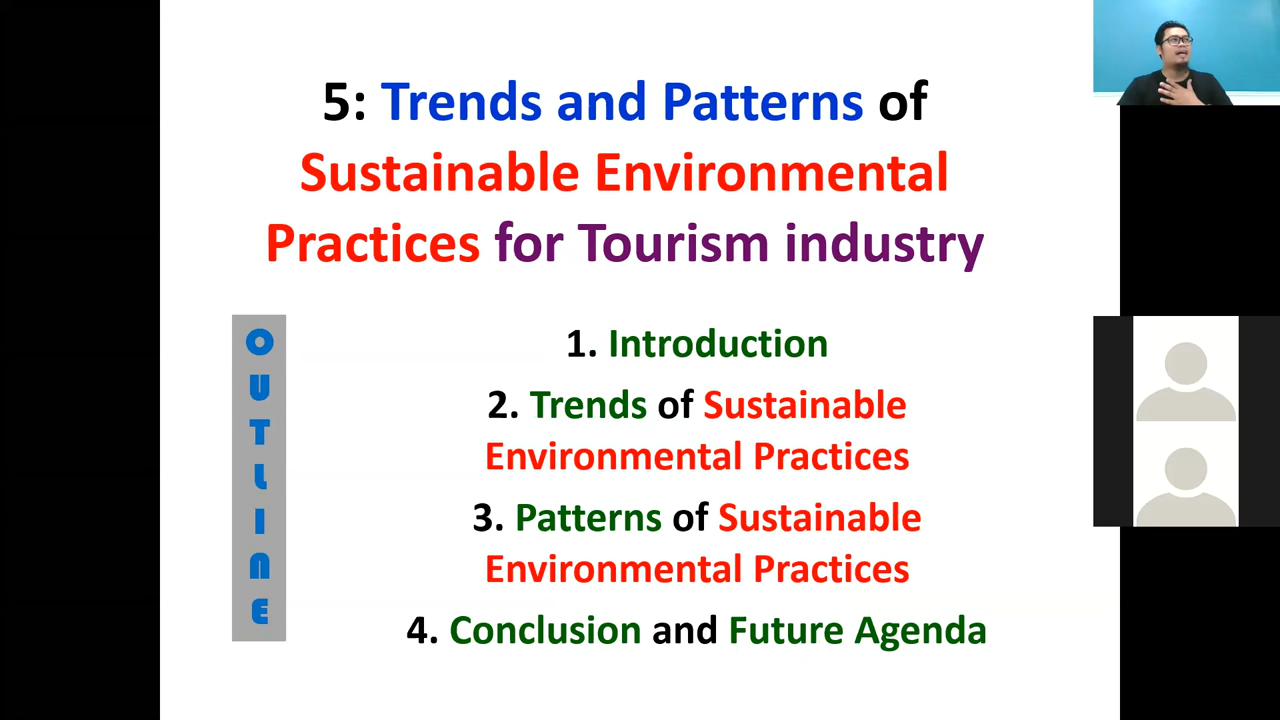 5: Trends and Patterns of
Sustainable Environmental
Practices for Tourism industry
OUTLINE
1. Introduction
2. Trends of Sustainable
Environmental Practices
3. Patterns of Sustainable
Environmental Practices
4. Conclusion and Future Agenda